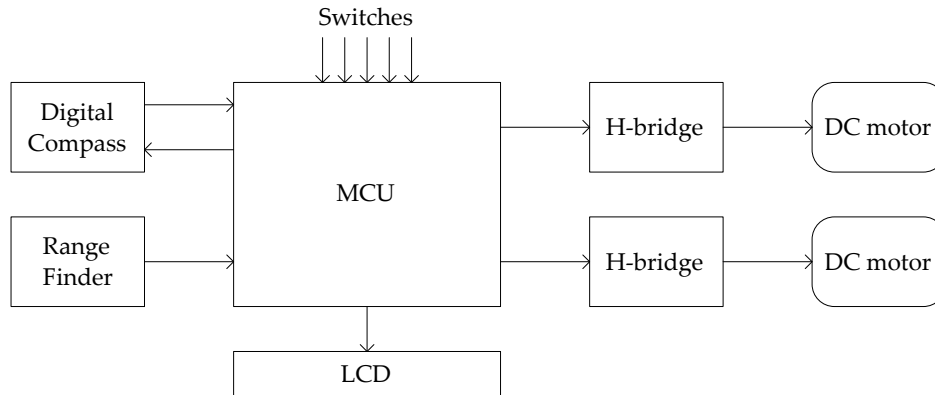 Switches
Digital
Compass
MCU
H-bridge
DC motor
Range
Finder
H-bridge
DC motor
LCD